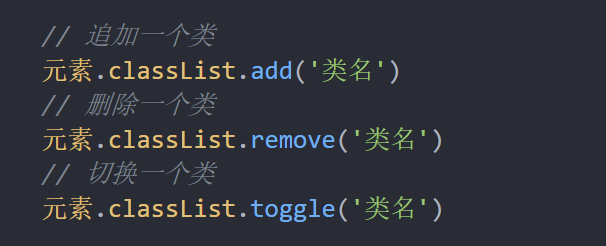 // 追加一个类
元素.classList.add('类名')
// 删除一个类
元素.classList.remove('类名')
// 切换一个类
元素.classList.toggle('类名')